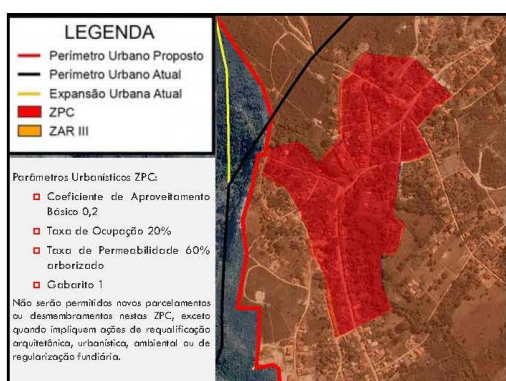 LEGENDA
Perímetro Urbano Proposto
Perímetro Urbano Atual
Expansão Urbana Atual
ZPC
ZAR III
Parâmetros Urbanísticos ZPC:
Coeficiente de Aproveitamento
Básico 0,2
Taxa de Ocupação 20%
Taxa de Permeabilidade 60%
arborizado
Gabarito 1
Não serão permitidos novos parcelamentos
ou desmembramentos nestas ZPC, exceto
quando impliquem ações de requalificação
arquitetônica, urbanística, ambiental ou de
regularização fundiária.